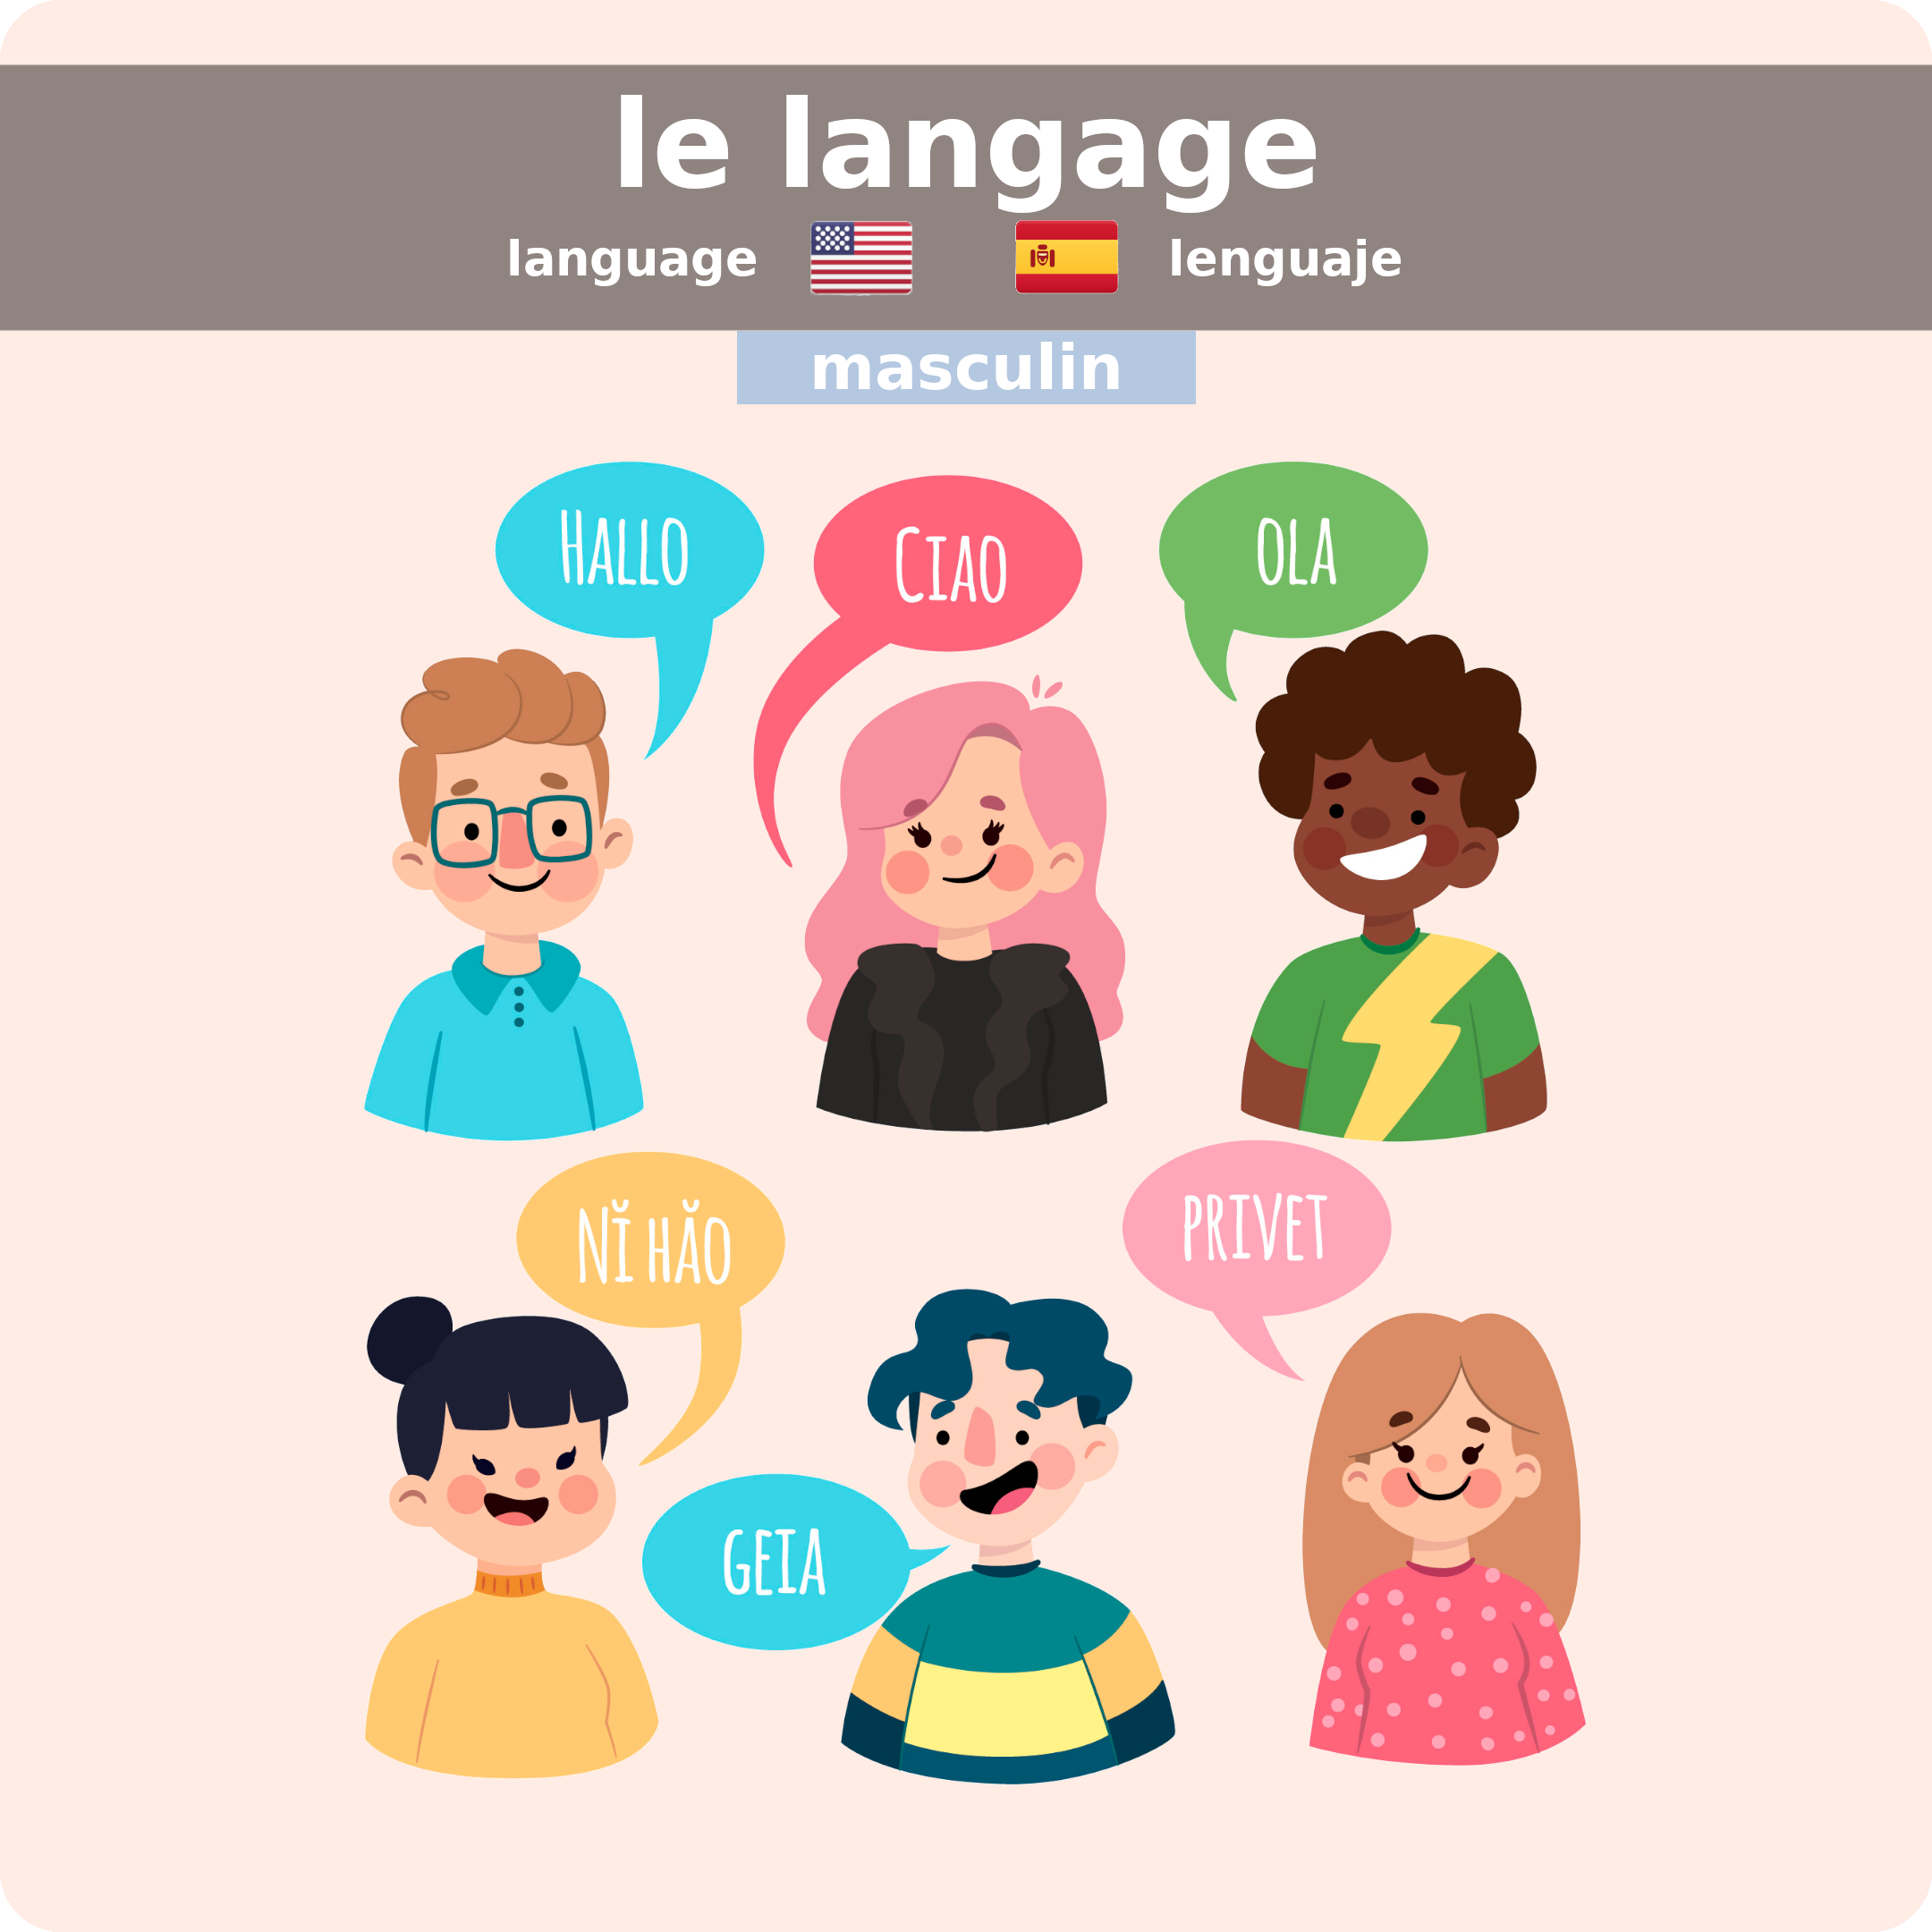 le langage
language
lenguaje
masculin
HALLO
CIAO
OLA
NĬ HĂO
PRIVET
GEIA